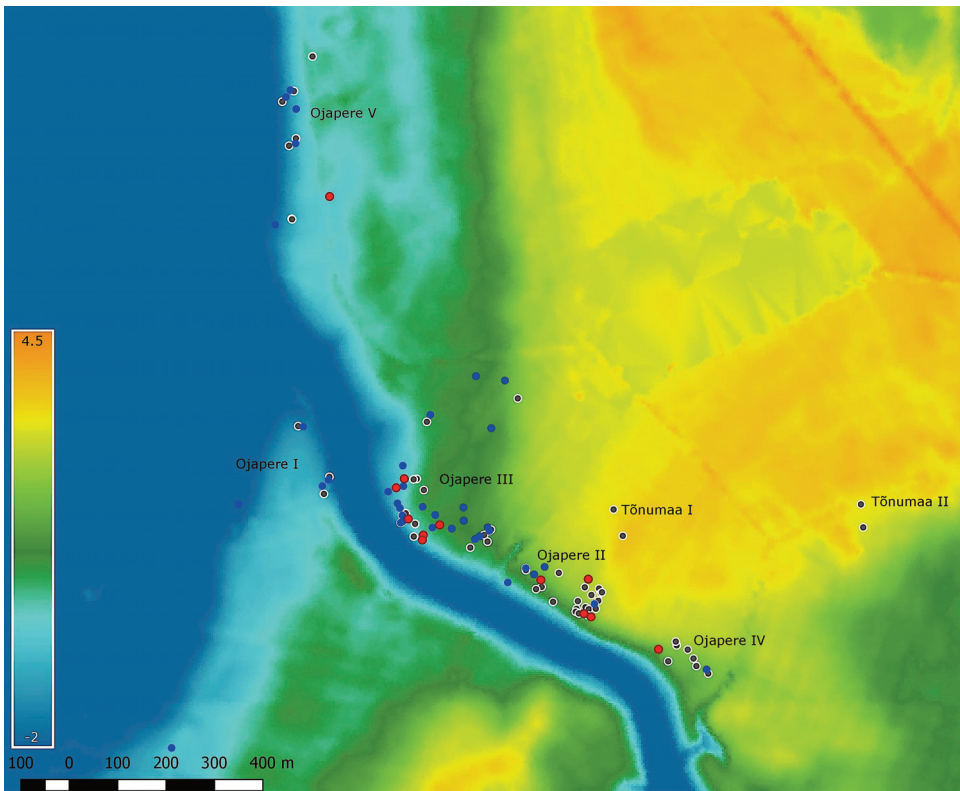 Ojapere V
4.5
Ojapere I
Ojapere III
Tõnumaa I
Tõnumaa II
Ojapere II
Ojapere IV
-2
100 0 100 200 300 400 m